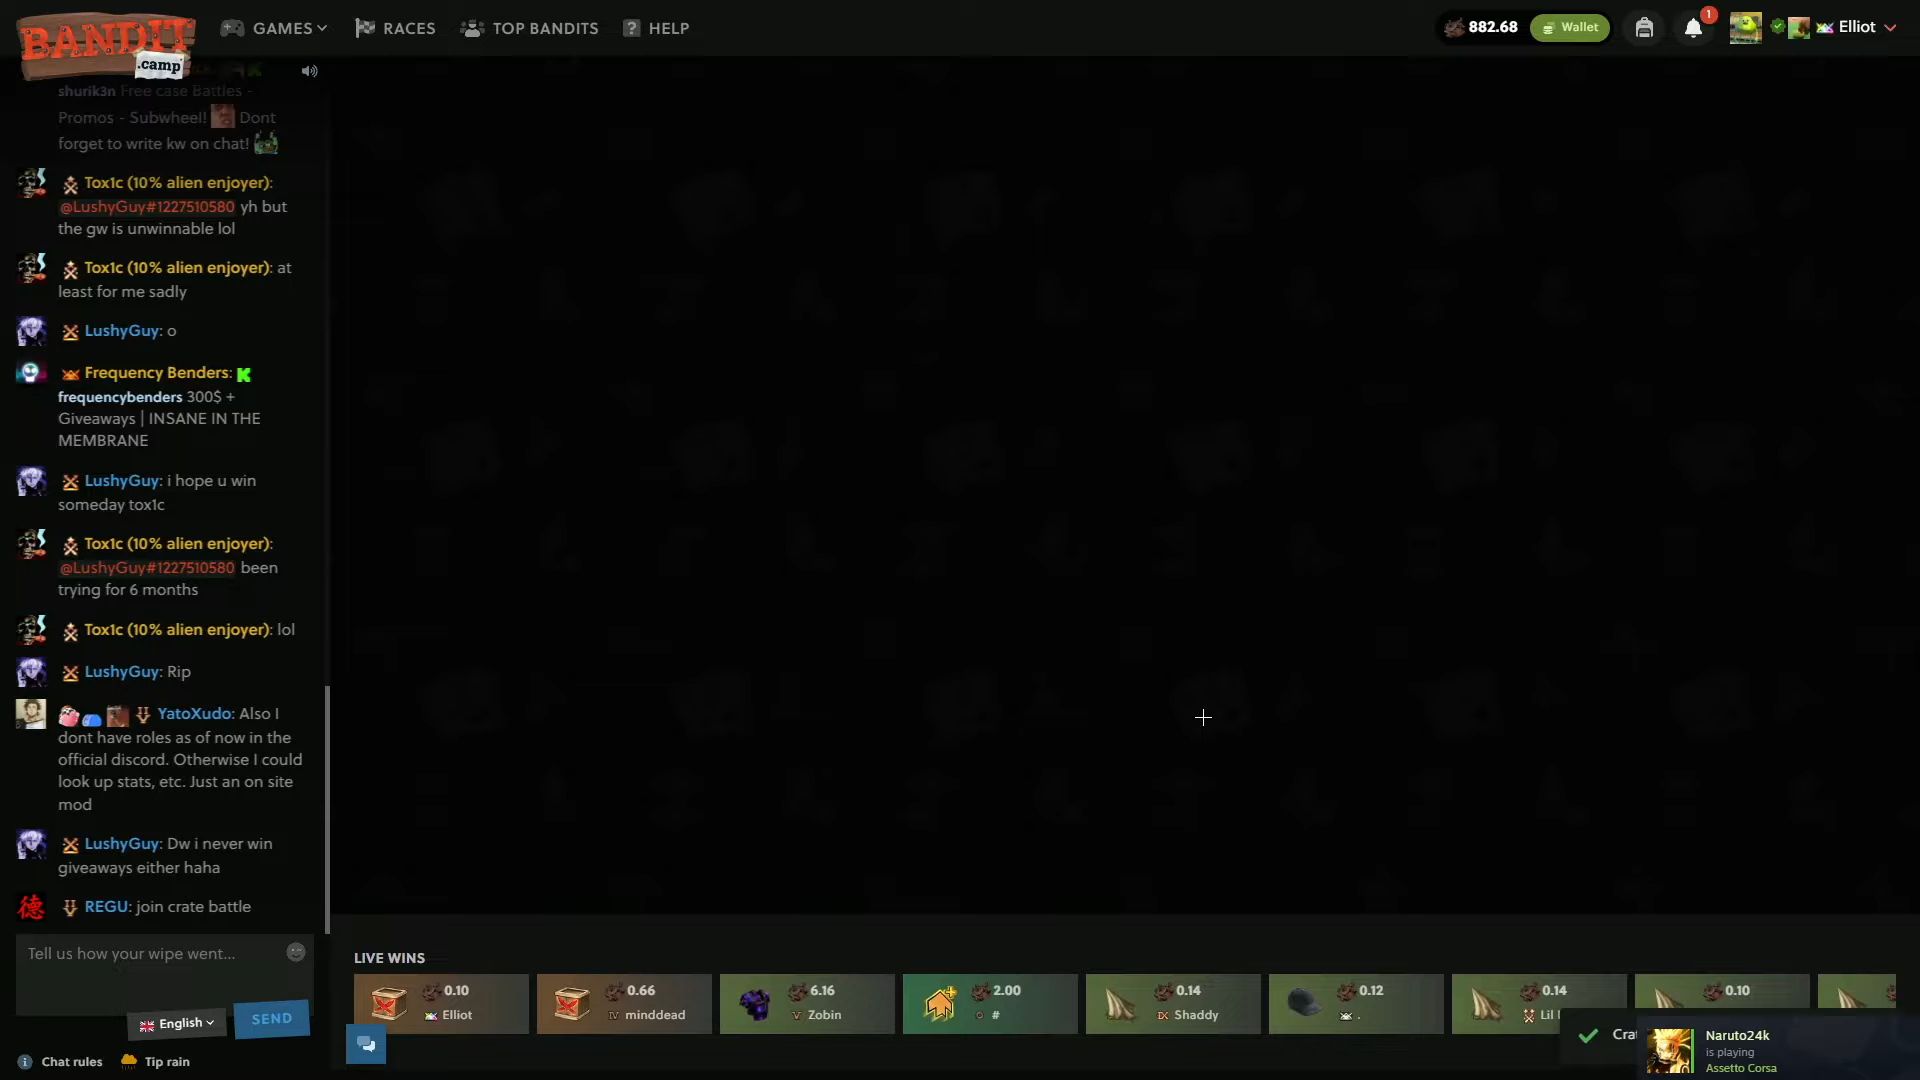 BANDIT
.camp
GAMES
RACES
TOP BANDITS
? HELP
882.68
Wallet
1
Elliot
shurik3n Free case Battles -
Promos - Subwheel! Dont
forget to write kw on chat!
Tox1c (10% alien enjoyer):
@LushyGuy#1227510580 yh but
the gw is unwinnable lol
Tox1c (10% alien enjoyer): at
least for me sadly
LushyGuy: o
Frequency Benders: K
frequencybenders 300$ +
Giveaways | INSANE IN THE
MEMBRANE
LushyGuy: i hope u win
someday tox1c
Tox1c (10% alien enjoyer):
@LushyGuy#1227510580 been
trying for 6 months
Tox1c (10% alien enjoyer): lol
LushyGuy: Rip
YatoXudo: Also I
dont have roles as of now in the
official discord. Otherwise I could
look up stats, etc. Just an on site
mod
LushyGuy: Dw i never win
giveaways either haha
德
REGU: join crate battle
Tell us how your wipe went...
English
SEND
Chat rules
Tip rain
LIVE WINS
0.10
Elliot
0.66
IV minddead
6.16
V Zobin
2.00
#
0.14
IX Shaddy
0.12
.
0.14
Lil
0.10
Crat
Naruto24k
is playing
Assetto Corsa